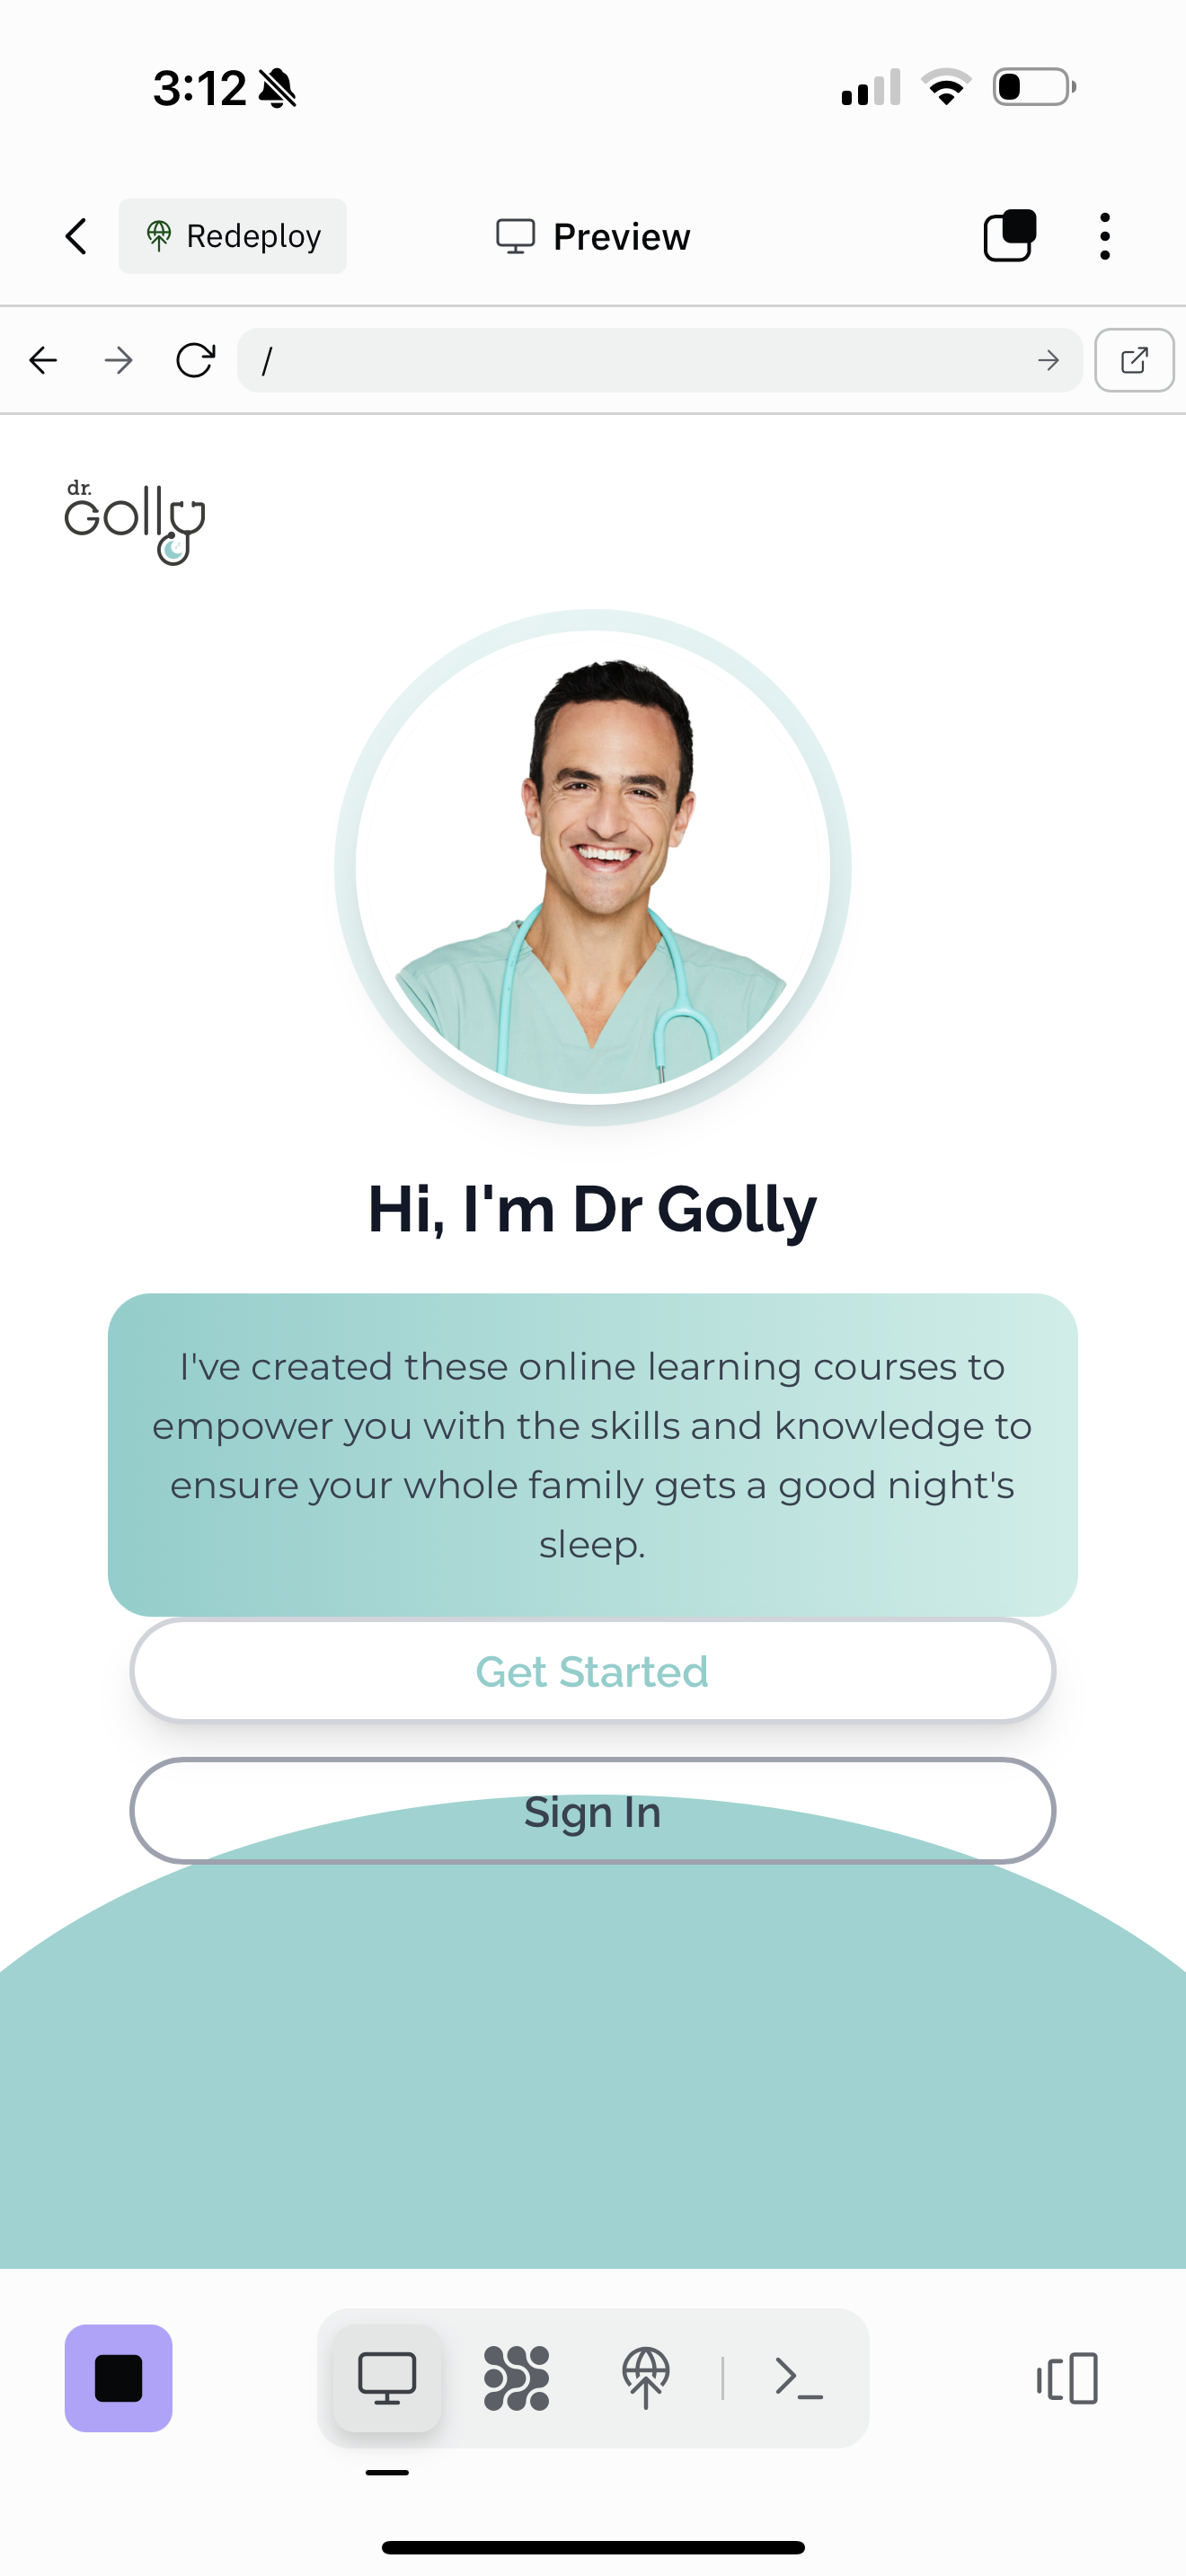 3:12
Redeploy
Preview
/
dr.
Golly
Hi, I'm Dr Golly
I've created these online learning courses to
empower you with the skills and knowledge to
ensure your whole family gets a good night's
sleep.
Get Started
Sign In